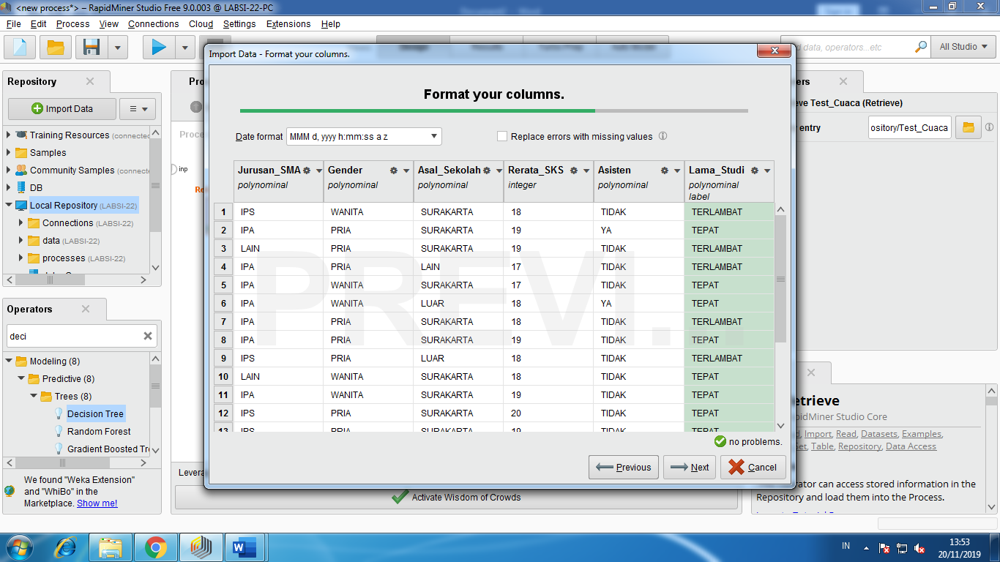 <new process*> – RapidMiner Studio Free 9.0.003 @ LABSI-22-PC
File Edit Process View Connections Cloud Settings Extensions Help
data, operators...etc All Studio
Import Data - Format your columns.
Repository
Import Data
Training Resources (connected
Samples
Community Samples (connecte
DB
Local Repository (LABSI-22)
Connections (LABSI-22)
data (LABSI-22)
processes (LABSI-22)
Operators
deci
Modeling (8)
Predictive (8)
Trees (8)
Decision Tree
Random Forest
Gradient Boosted Tre
We found "Weka Extension"
and "WhiBo" in the
Marketplace. Show me!
Pro
Proce
inp
Re
Levera
Format your columns.
Date format MMM d, yyyy h:mm:ss a z Replace errors with missing values
Jurusan_SMA Gender Asal_Sekolah Rerata_SKS Asisten Lama_Studi
polynominal polynominal polynominal integer polynominal polynominal
label
1 IPS WANITA SURAKARTA 18 TIDAK TERLAMBAT
2 IPA PRIA SURAKARTA 19 YA TEPAT
3 LAIN PRIA SURAKARTA 19 TIDAK TERLAMBAT
4 IPA PRIA LAIN 17 TIDAK TERLAMBAT
5 IPA WANITA SURAKARTA 17 TIDAK TEPAT
6 IPA WANITA LUAR 18 YA TEPAT
7 IPA PRIA SURAKARTA 18 TIDAK TERLAMBAT
8 IPA PRIA SURAKARTA 19 TIDAK TEPAT
9 IPS PRIA LUAR 18 TIDAK TERLAMBAT
10 LAIN WANITA SURAKARTA 18 TIDAK TEPAT
11 IPA WANITA SURAKARTA 19 TIDAK TEPAT
12 IPS PRIA SURAKARTA 20 TIDAK TEPAT
13 IPS PRIA SURAKARTA 19 TIDAK TEPAT
PREVI...
no problems.
Previous Next Cancel
Activate Wisdom of Crowds
ers
eve Test_Cuaca (Retrieve)
entry ository/Test_Cuaca
etrieve
pidMiner Studio Core
d, Import, Read, Datasets, Examples,
et, Table, Repository, Data Access
rator can access stored information in the
Repository and load them into the Process.
IN
13:53
20/11/2019